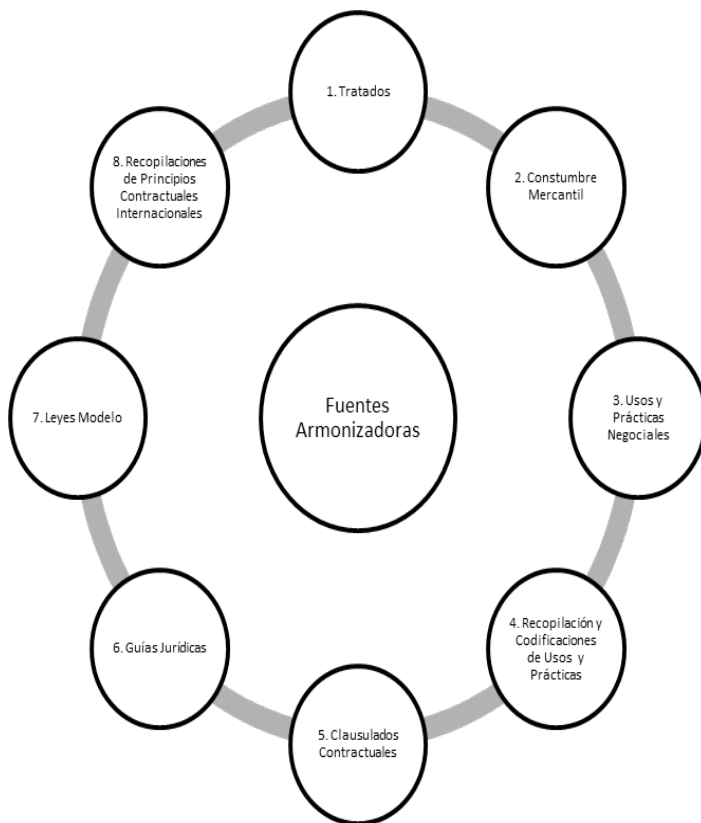 1. Tratados
2. Constumbre
Mercantil
3. Usos y
Prácticas
Negociales
4. Recopilación y
Codificaciones
de Usos y
Prácticas
5. Clausulados
Contractuales
6. Guías Jurídicas
7. Leyes Modelo
8. Recopilaciones
de Principios
Contractuales
Internacionales
Fuentes
Armonizadoras